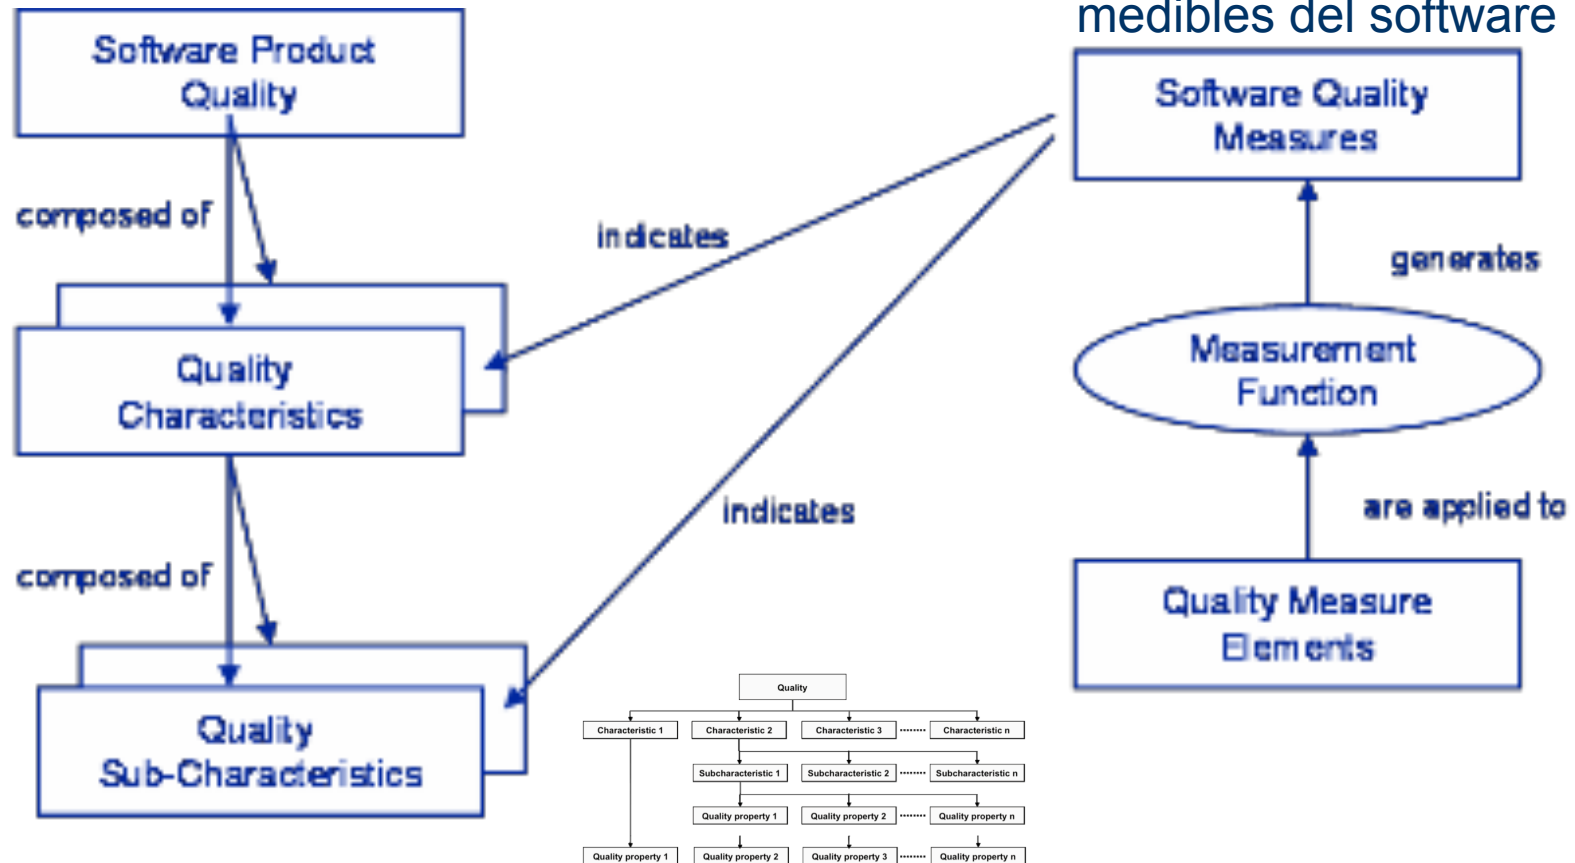 medibles del software
Software Product
Quality
composed of
Quality
Characteristics
composed of
Quality
Sub-Characteristics
indicates
indicates
Software Quality
Measures
generates
Measurement
Function
are applied to
Quality Measure
Elements
Quality
Characteristic 1
Characteristic 2
Characteristic 3
Characteristic n
Subcharacteristic 1
Subcharacteristic 2
Subcharacteristic n
Quality property 1
Quality property 2
Quality property n
Quality property 1
Quality property 2
Quality property 3
Quality property n